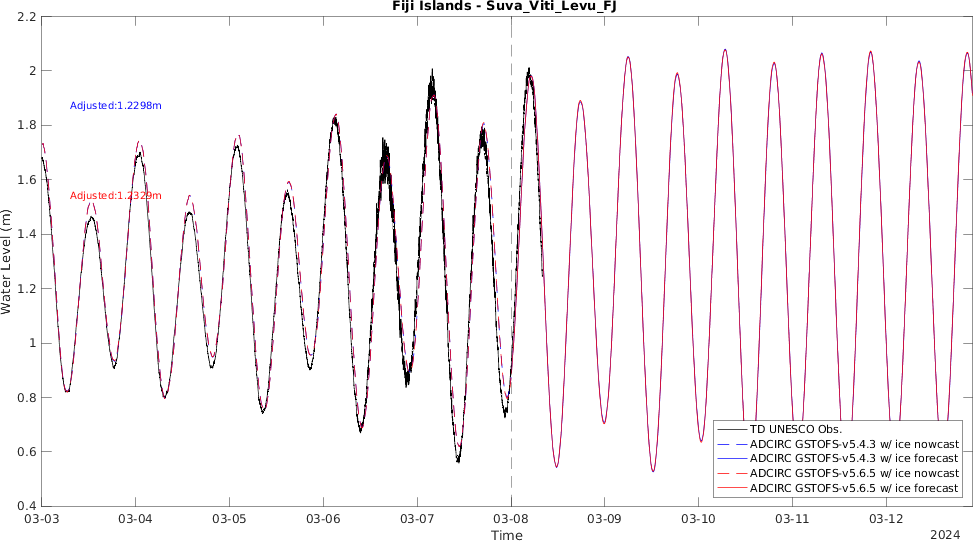 Fiji Islands - Suva_Viti_Levu_FJ
2.2
2
1.8
1.6
1.4
1.2
1
0.8
0.6
0.4
Water Level (m)
Adjusted:1.2298m
Adjusted:1.2329m
TD UNESCO Obs.
ADCIRC GSTOFS-v5.4.3 w/ ice nowcast
ADCIRC GSTOFS-v5.4.3 w/ ice forecast
ADCIRC GSTOFS-v5.6.5 w/ ice nowcast
ADCIRC GSTOFS-v5.6.5 w/ ice forecast
03-03 03-04 03-05 03-06 03-07 03-08 03-09 03-10 03-11 03-12
Time
2024